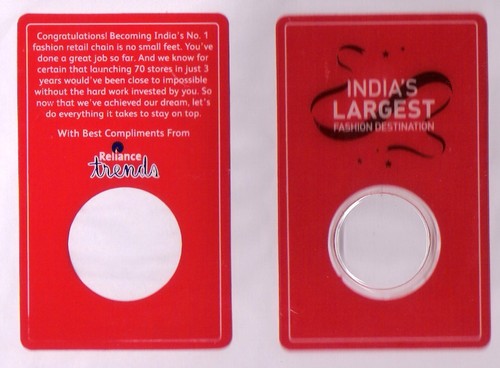 Congratulations! Becoming India's No. 1
fashion retail chain is no small feet. You've
done a great job so far. And we know for
certain that launching 70 stores in just 3
years would've been close to impossible
without the hard work invested by you. So
now that we've achieved our dream, let's
do everything it takes to stay on top.
With Best Compliments From
Reliance
trends
INDIA'S
LARGEST
FASHION DESTINATION